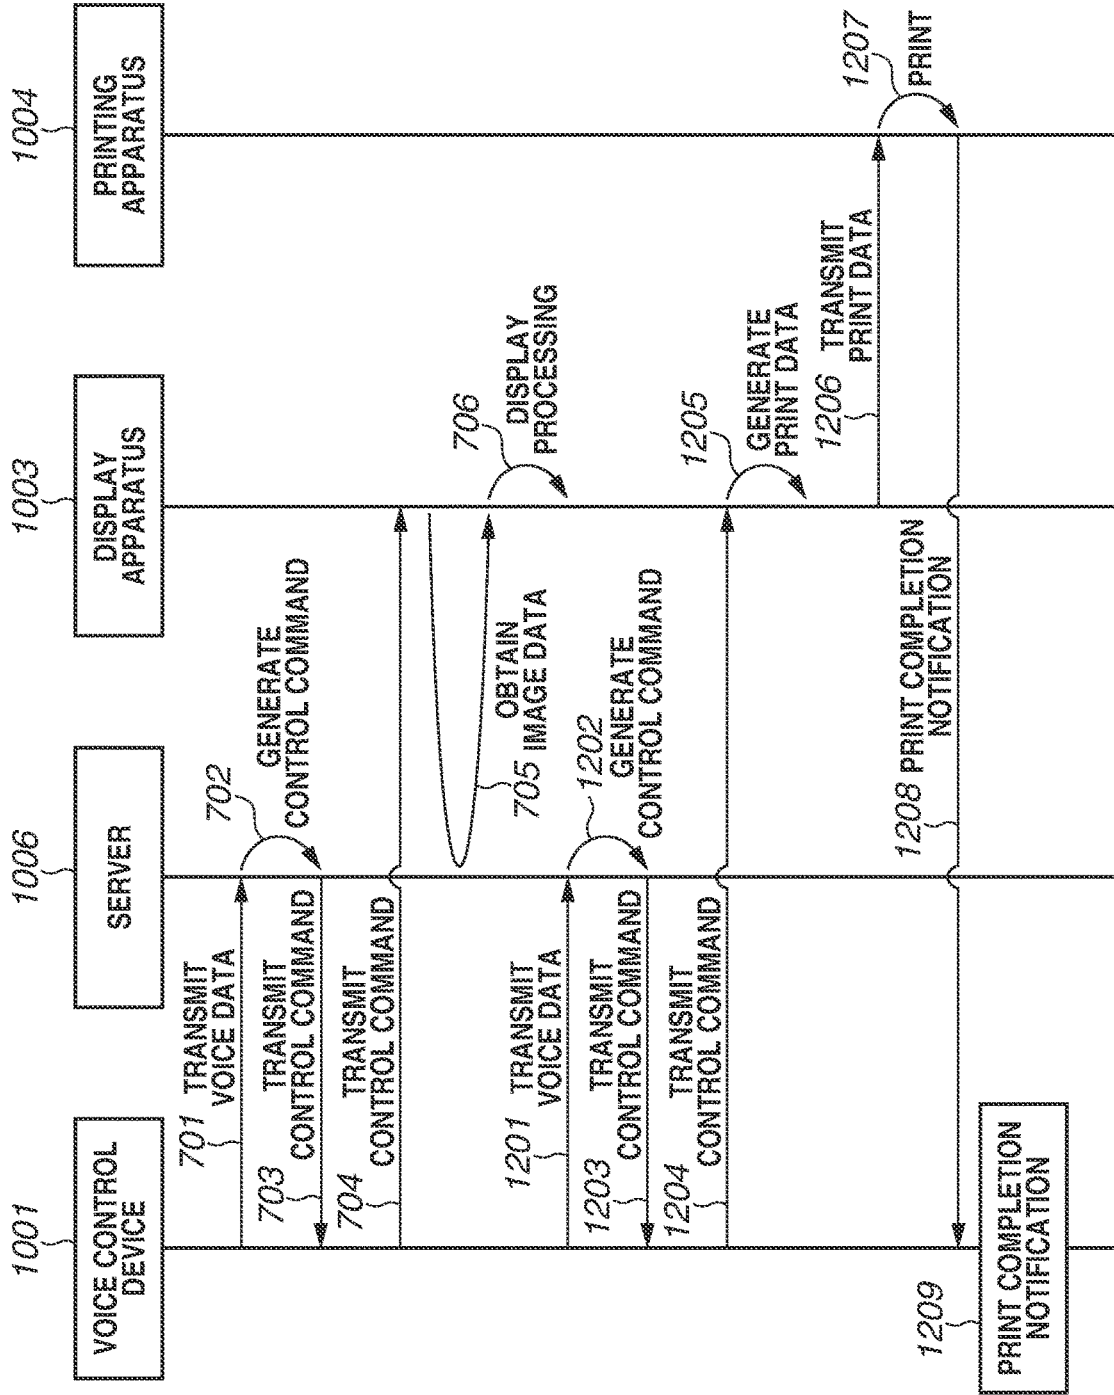 1001
VOICE CONTROL
DEVICE
1006
SERVER
1003
DISPLAY
APPARATUS
1004
PRINTING
APPARATUS
701
TRANSMIT
VOICE DATA
702
GENERATE
CONTROL COMMAND
703
TRANSMIT
CONTROL COMMAND
704
TRANSMIT
CONTROL COMMAND
705
OBTAIN
IMAGE DATA
706
DISPLAY
PROCESSING
1201
TRANSMIT
VOICE DATA
1202
GENERATE
CONTROL COMMAND
1203
TRANSMIT
CONTROL COMMAND
1204
TRANSMIT
CONTROL COMMAND
1205
GENERATE
PRINT DATA
1206
TRANSMIT
PRINT DATA
1207
PRINT
1208 PRINT COMPLETION
NOTIFICATION
1209
PRINT COMPLETION
NOTIFICATION